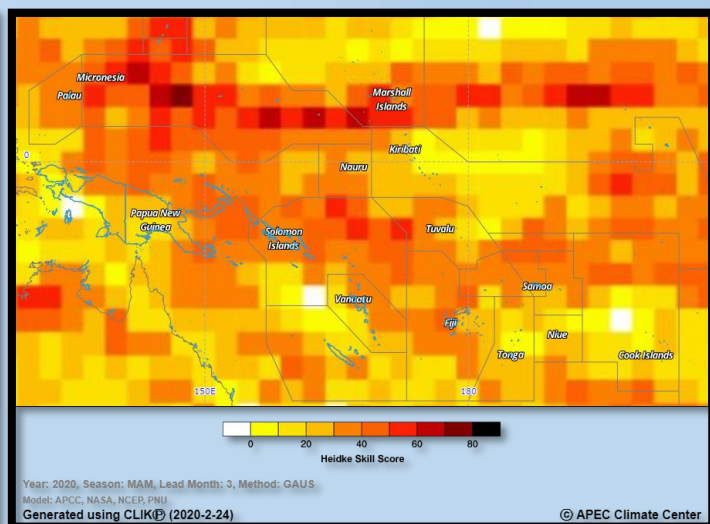 Micronesia
Palau
Marshall
Islands
0
Kiribati
Nauru
Papua New
Guinea
Solomon
Islands
Tuvalu
Samoa
Vanuatu
Fiji
Niue
Tonga
Cook Islands
150E
180
0 20 40 60 80
Heidke Skill Score
Year: 2020, Season: MAM, Lead Month: 3, Method: GAUS
Model: APCC, NASA, NCEP, PNU
Generated using CLIKⓅ (2020-2-24)
© APEC Climate Center